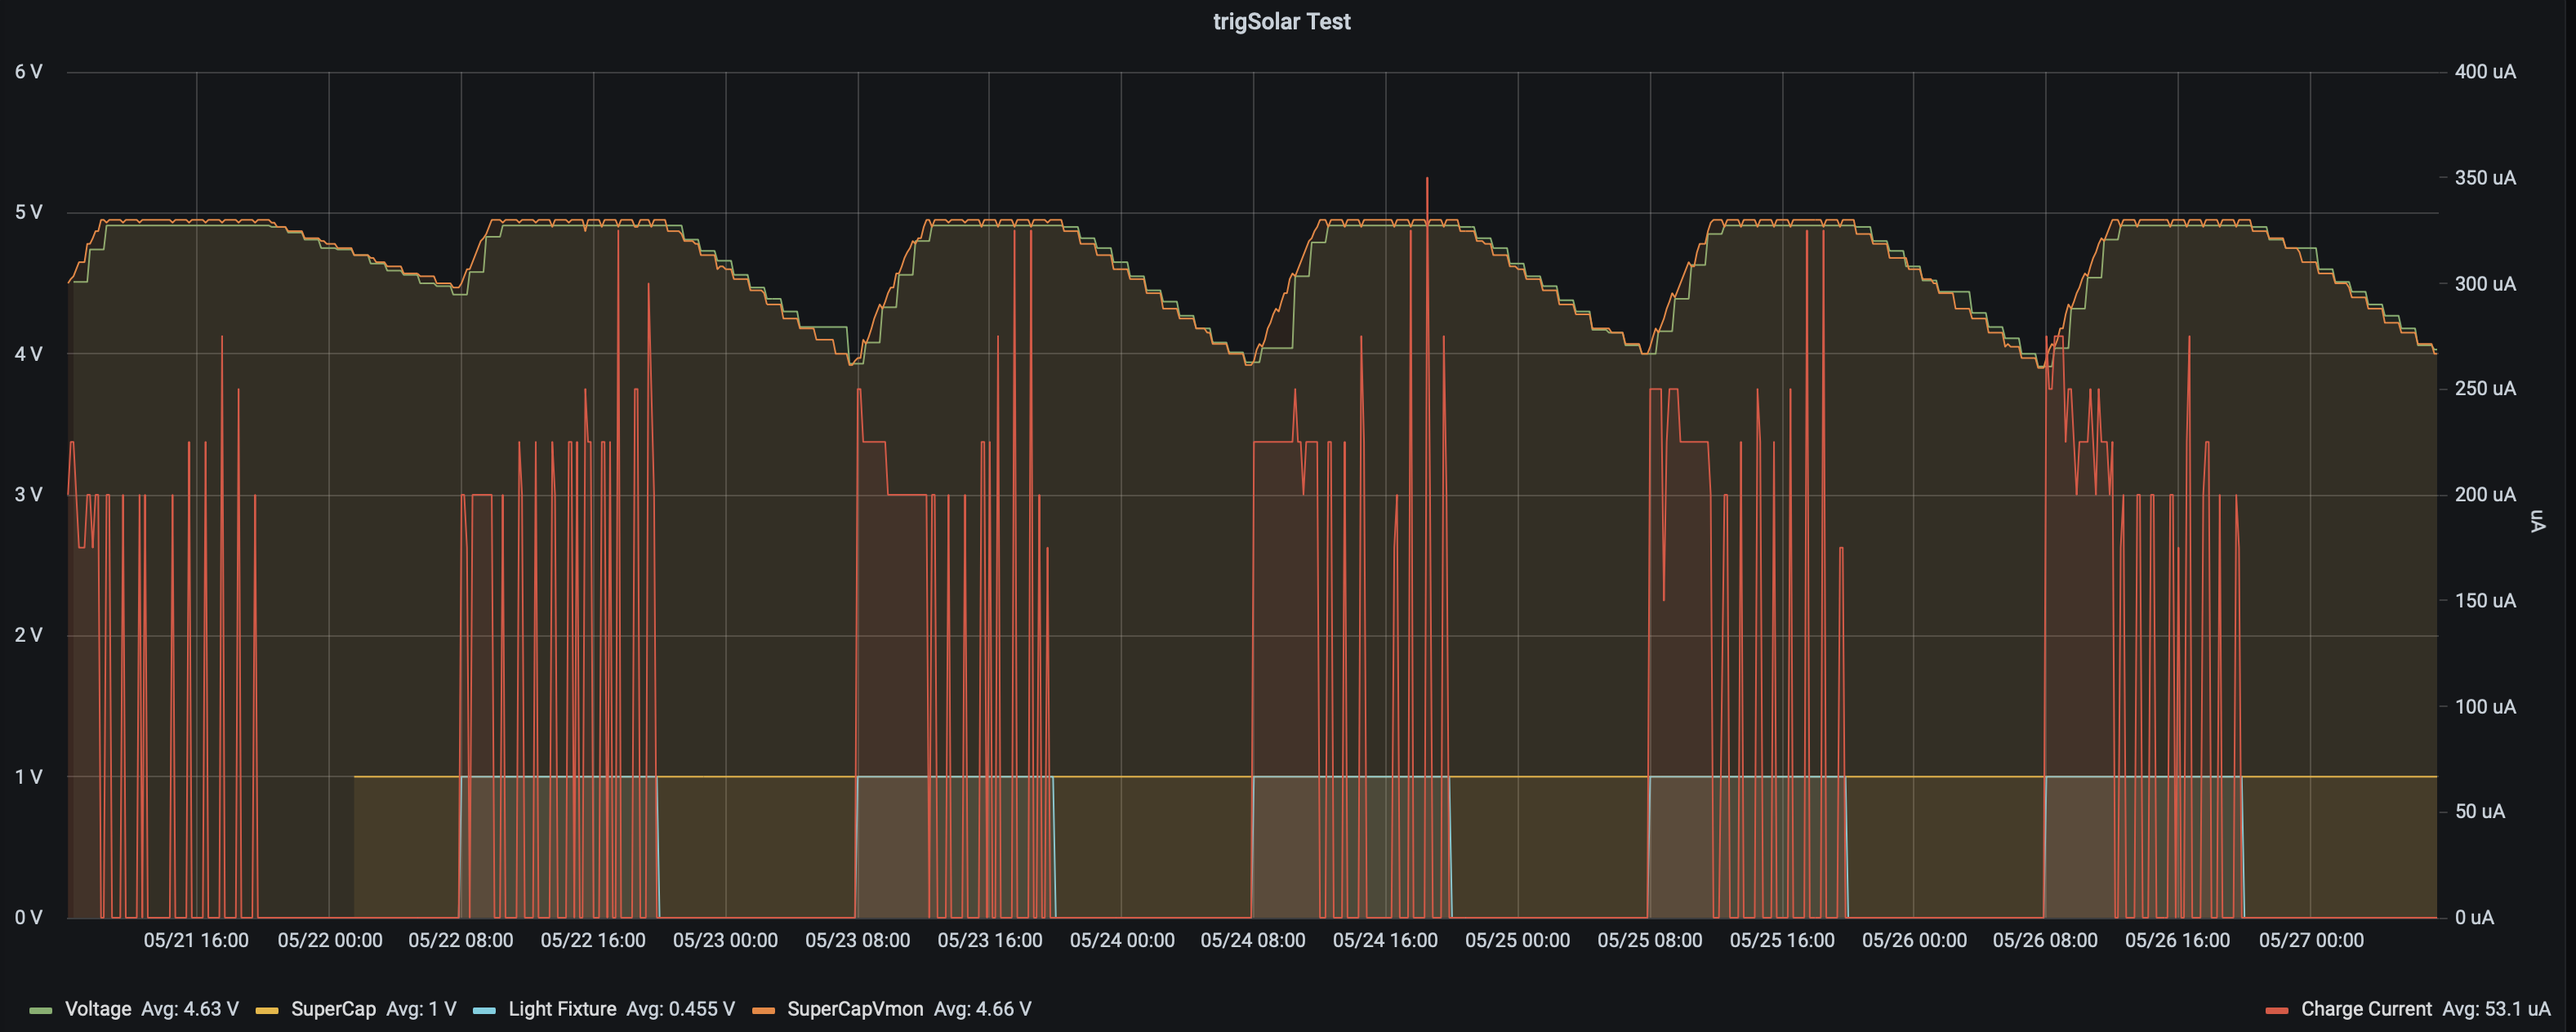 trigSolar Test
6 V
5 V
4 V
3 V
2 V
1 V
0 V
400 uA
350 uA
300 uA
250 uA
200 uA
150 uA
100 uA
50 uA
0 uA
uA
05/21 16:00 05/22 00:00 05/22 08:00 05/22 16:00 05/23 00:00 05/23 08:00 05/23 16:00 05/24 00:00 05/24 08:00 05/24 16:00 05/25 00:00 05/25 08:00 05/25 16:00 05/26 00:00 05/26 08:00 05/26 16:00 05/27 00:00
Voltage Avg: 4.63 V SuperCap Avg: 1 V Light Fixture Avg: 0.455 V SuperCapVmon Avg: 4.66 V Charge Current Avg: 53.1 uA